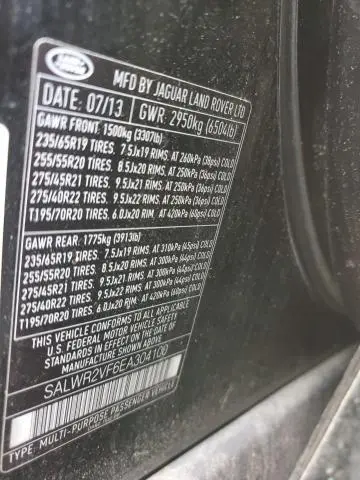 LAND ROVER
MFD BY JAGUAR LAND ROVER LTD
DATE: 07/13 GWR: 2950kg (6504lb)
GAWR FRONT: 1500kg (3307lb)
235/65R19 TIRES. 7.5Jx19 RIMS. AT 260kPa (38psi) COLD
255/55R20 TIRES. 8.5Jx20 RIMS. AT 250kPa (36psi) COLD
275/45R21 TIRES. 9.5Jx21 RIMS. AT 250kPa (36psi) COLD
275/40R22 TIRES. 9.5Jx22 RIMS. AT 250kPa (36psi) COLD
T195/70R20 TIRES. 6.0Jx20 RIM. AT 420kPa (60psi) COLD
GAWR REAR: 1775kg (3913lb)
235/65R19 TIRES. 7.5Jx19 RIMS. AT 310kPa (45psi) COLD
255/55R20 TIRES. 8.5Jx20 RIMS. AT 300kPa (44psi) COLD
275/45R21 TIRES. 9.5Jx21 RIMS. AT 300kPa (44psi) COLD
275/40R22 TIRES. 9.5Jx22 RIMS. AT 300kPa (44psi) COLD
T195/70R20 TIRES. 6.0Jx20 RIM. AT 420kPa (60psi) COLD
THIS VEHICLE CONFORMS TO ALL APPLICABLE
U.S. FEDERAL MOTOR VEHICLE SAFETY
STANDARDS IN EFFECT ON THE DATE OF
MANUFACTURE SHOWN ABOVE
SALWR2VF6EA304100
TYPE: MULTI-PURPOSE PASSENGER VEHICLE